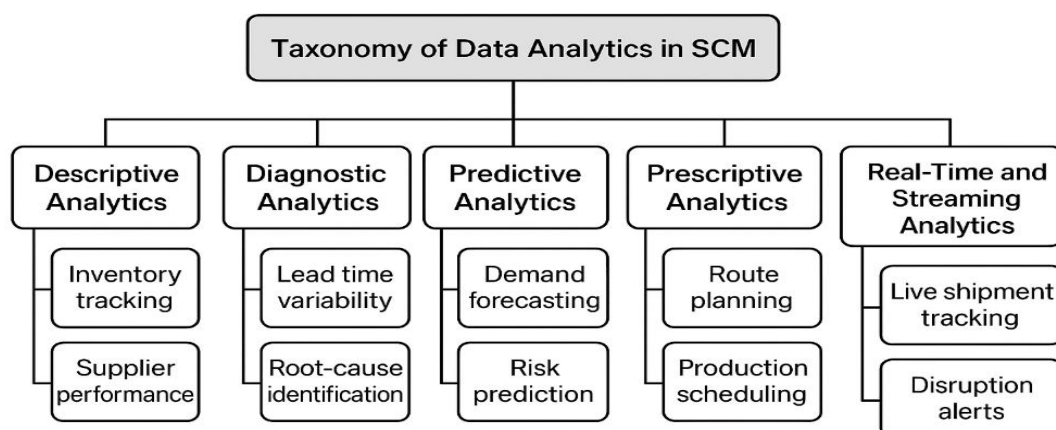 Taxonomy of Data Analytics in SCM
Descriptive
Analytics
Inventory
tracking
Supplier
performance
Diagnostic
Analytics
Lead time
variability
Root-cause
identification
Predictive
Analytics
Demand
forecasting
Risk
prediction
Prescriptive
Analytics
Route
planning
Production
scheduling
Real-Time and
Streaming
Analytics
Live shipment
tracking
Disruption
alerts